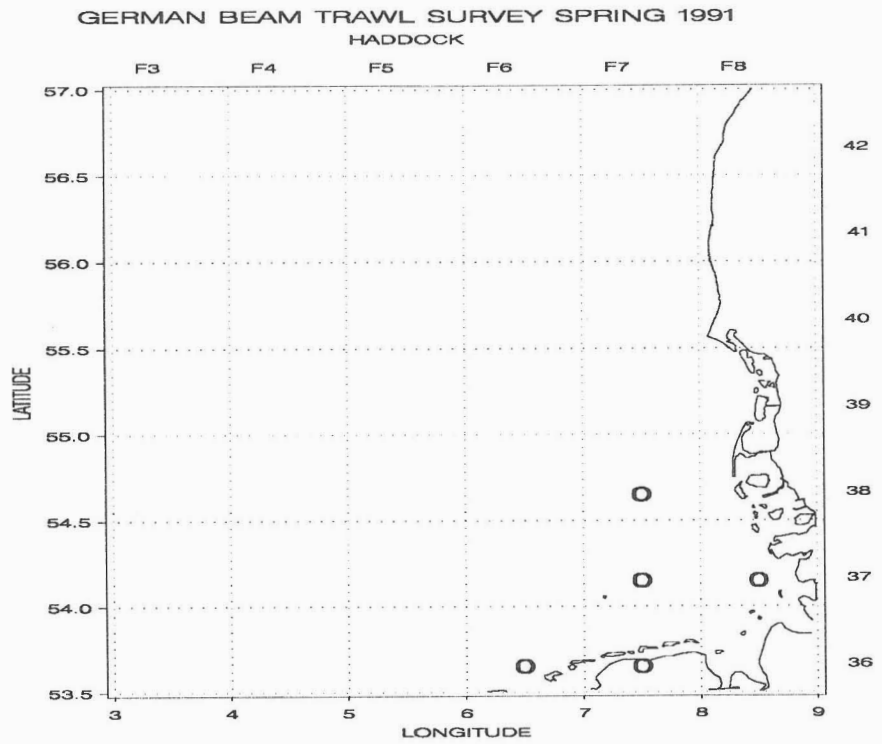 GERMAN BEAM TRAWL SURVEY SPRING 1991
HADDOCK
F3 F4 F5 F6 F7 F8
57.0
42
56.5
41
56.0
40
55.5
39
55.0
38
54.5
37
54.0
36
53.5
LATITUDE
3 4 5 6 7 8 9
LONGITUDE
O
O O
O O